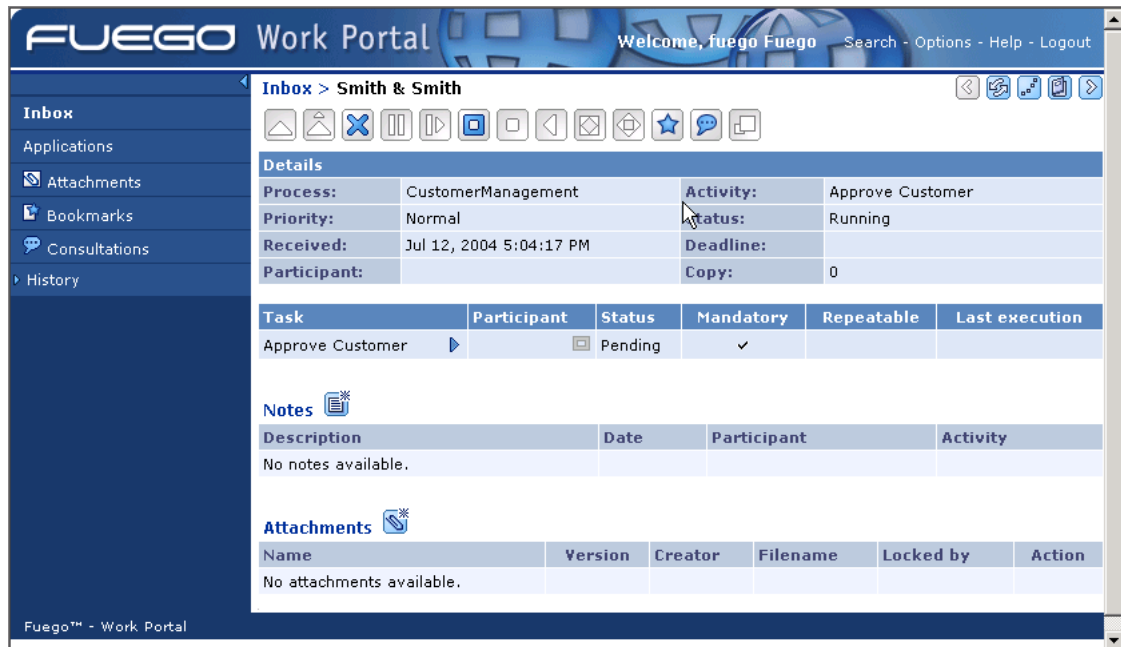 FUEGO Work Portal
Welcome, fuego Fuego Search - Options - Help - Logout
Inbox
Applications
Attachments
Bookmarks
Consultations
History
Inbox > Smith & Smith
Details
Process: CustomerManagement Activity: Approve Customer
Priority: Normal tatus: Running
Received: Jul 12, 2004 5:04:17 PM Deadline:
Participant: Copy: 0
Task Participant Status Mandatory Repeatable Last execution
Approve Customer Pending
Notes
Description Date Participant Activity
No notes available.
Attachments
Name Version Creator Filename Locked by Action
No attachments available.
Fuego™ - Work Portal